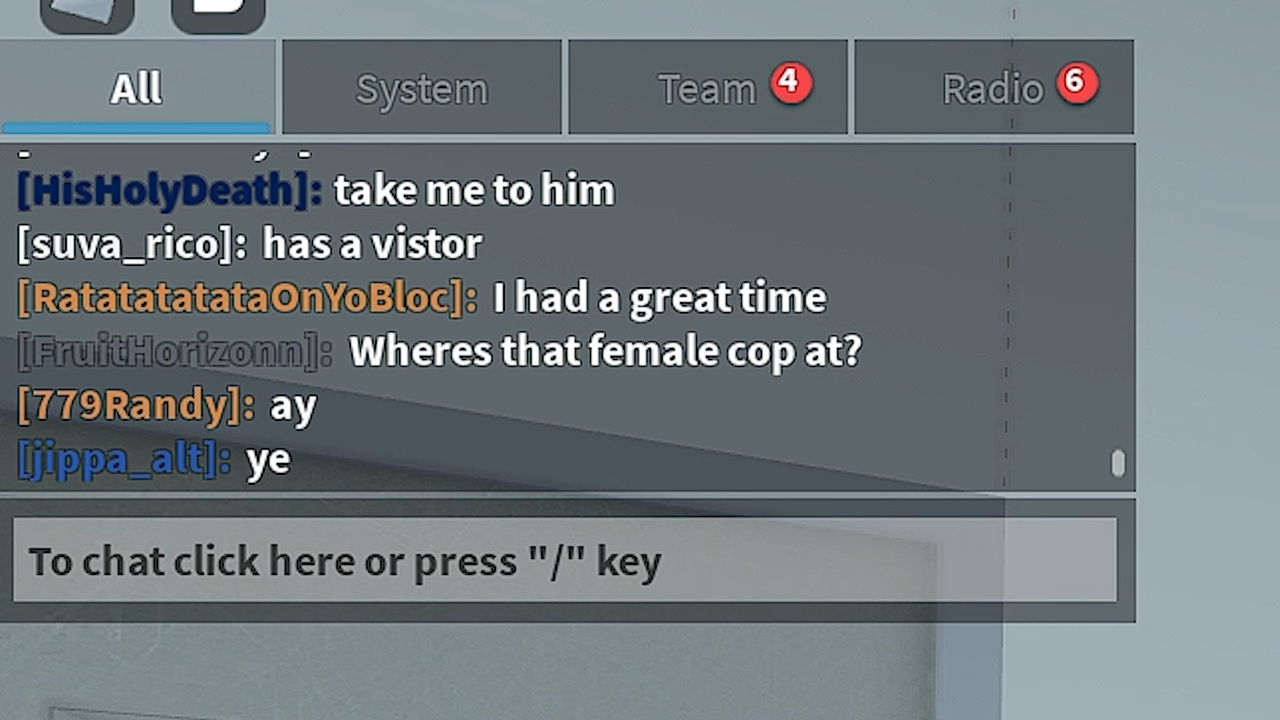 All
System
Team 4
Radio 6
[HisHolyDeath]: take me to him
[suva_rico]: has a vistor
[RatatatatataOnYoBloc]: I had a great time
[FruitHorizonn]: Wheres that female cop at?
[779Randy]: ay
[jippa_alt]: ye
To chat click here or press "/" key